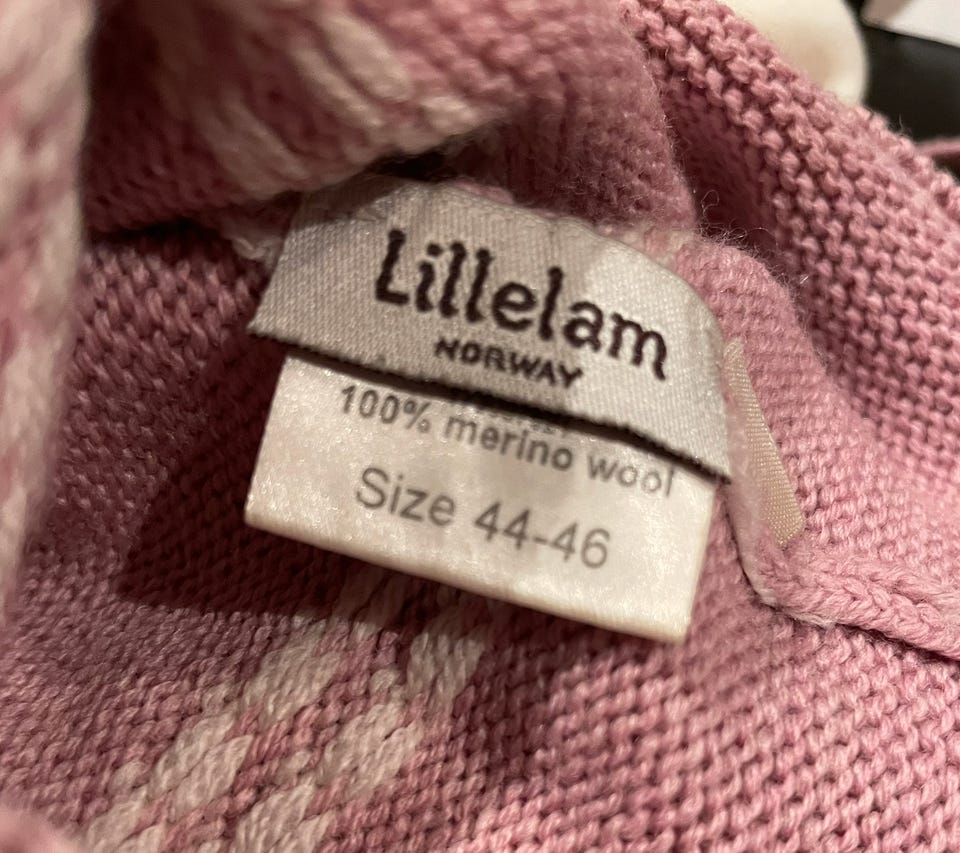 Lillelam
NORWAY
100% merino wool
Size 44-46